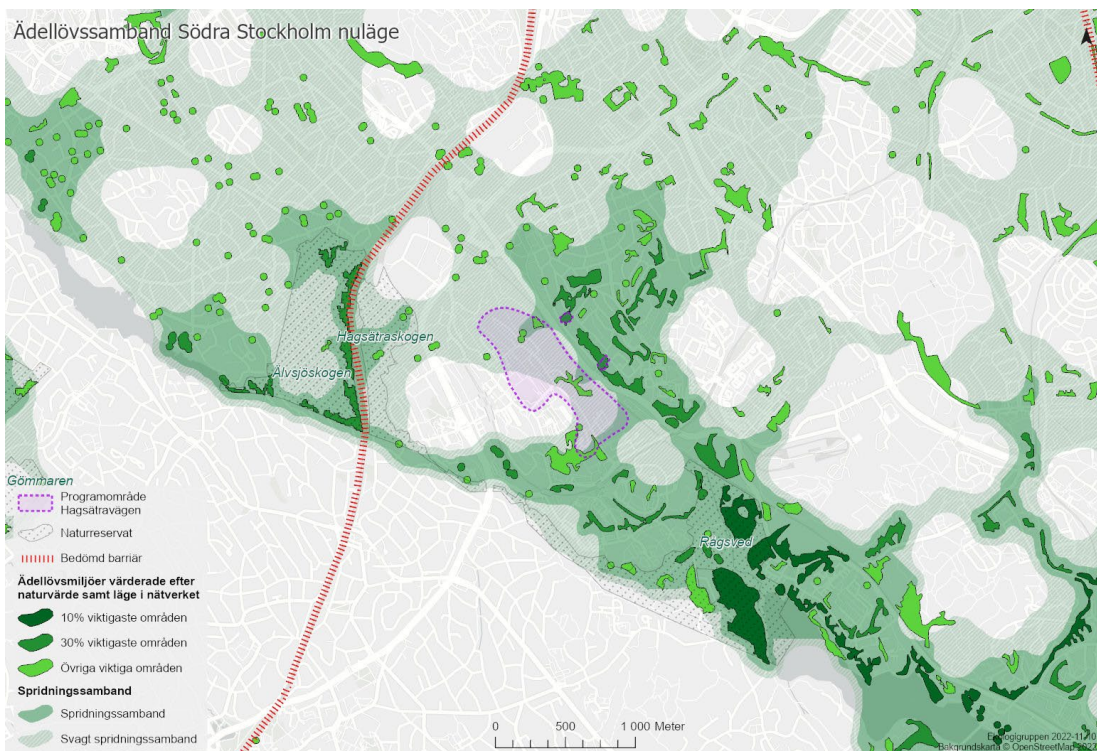 Ädellövssamband Södra Stockholm nuläge
Hagsätraskogen
Älvsjöskogen
Gömmaren
Rågsved
Programområde
Hagsätravägen
Naturreservat
Bedömd barriär
Ädellövsmiljöer värderade efter
naturvärde samt läge i nätverket
10% viktigaste områden
30% viktigaste områden
Övriga viktiga områden
Spridningssamband
Spridningssamband
Svagt spridningssamband
0 500 1 000 Meter
Ekologigruppen 2022-11-10
Bakgrundskarta © OpenStreetMap 2022